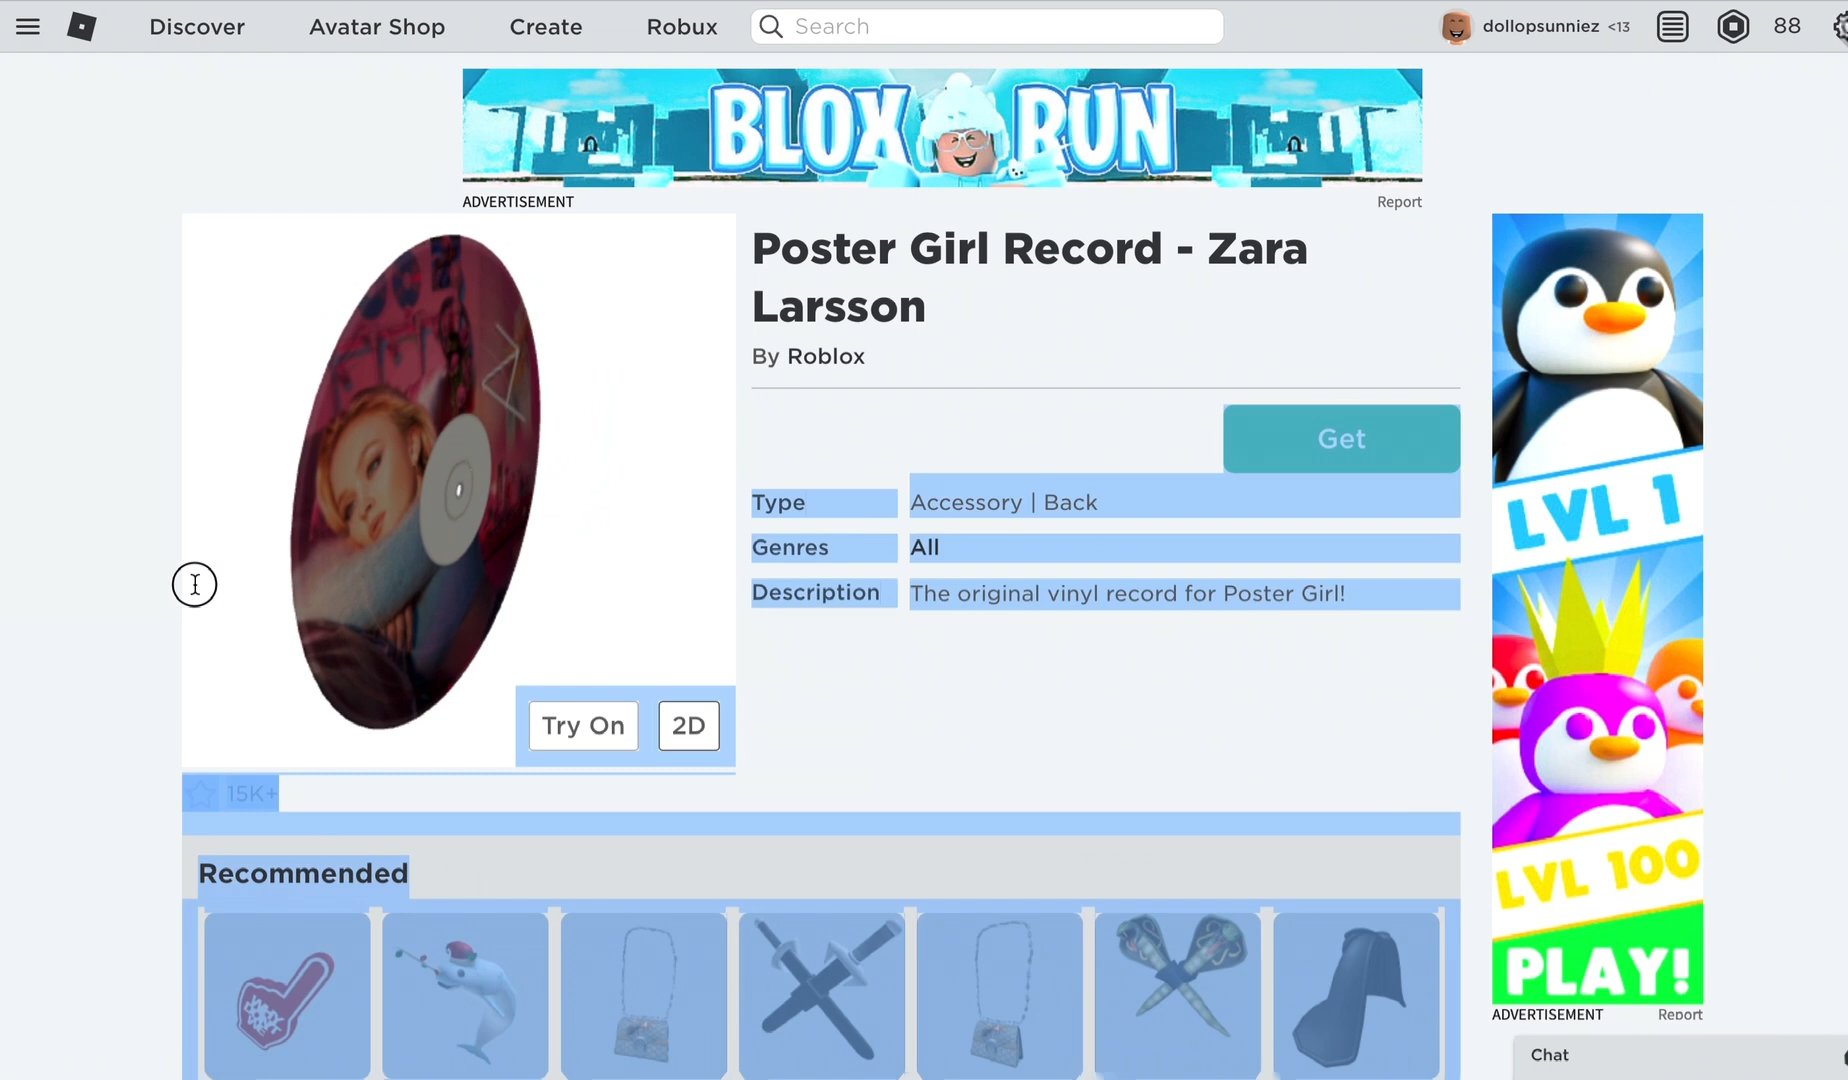 Discover Avatar Shop Create Robux Search dollopsunniez <13 88
BLOX RUN
ADVERTISEMENT Report
Poster Girl Record - Zara
Larsson
By Roblox
Get
Type Accessory | Back
Genres All
Description The original vinyl record for Poster Girl!
Try On 2D
15K+
Recommended
LVL 1
LVL 100
PLAY!
ADVERTISEMENT Report
Chat